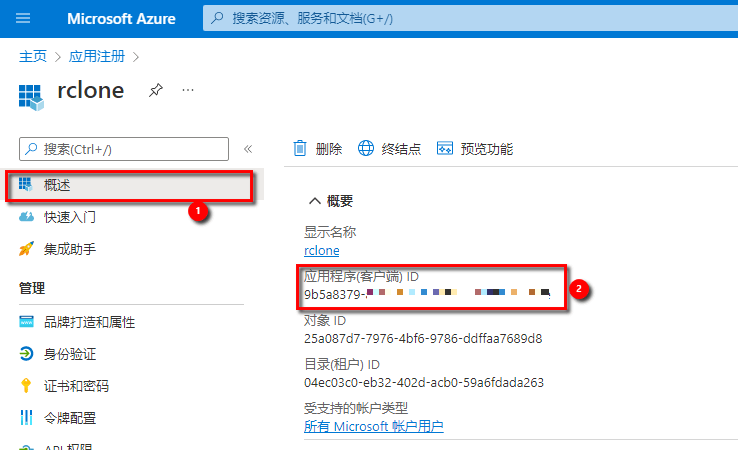 Microsoft Azure
搜索资源、服务和文档(G+/)
主页 > 应用注册 >
rclone
搜索(Ctrl+/)
«
概述
1
快速入门
集成助手
管理
品牌打造和属性
身份验证
证书和密码
令牌配置
API 权限
删除
终结点
预览功能
概要
显示名称
rclone
应用程序(客户端) ID
9b5a8379-
2
对象 ID
25a087d7-7976-4bf6-9786-ddffaa7689d8
目录(租户) ID
04ec03c0-eb32-402d-acb0-59a6fdada263
受支持的帐户类型
所有 Microsoft 帐户用户